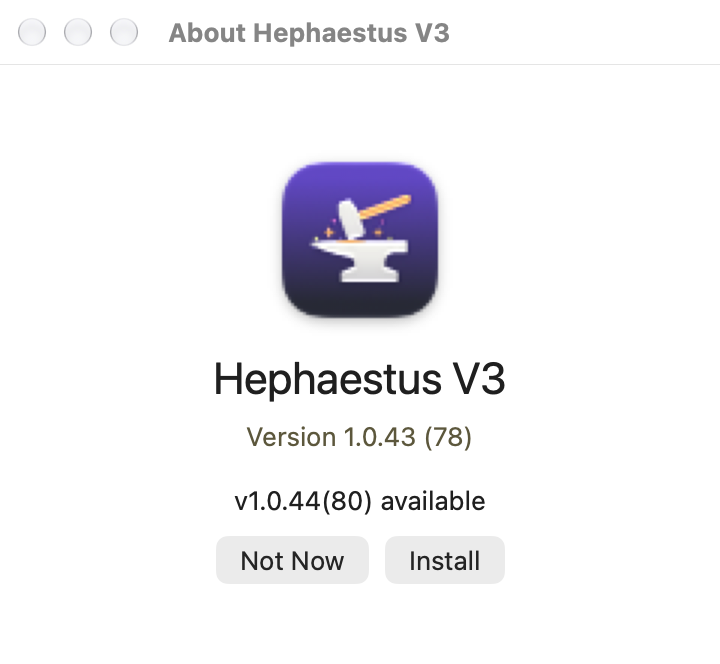 About Hephaestus V3
Hephaestus V3
Version 1.0.43 (78)
v1.0.44(80) available
Not Now
Install